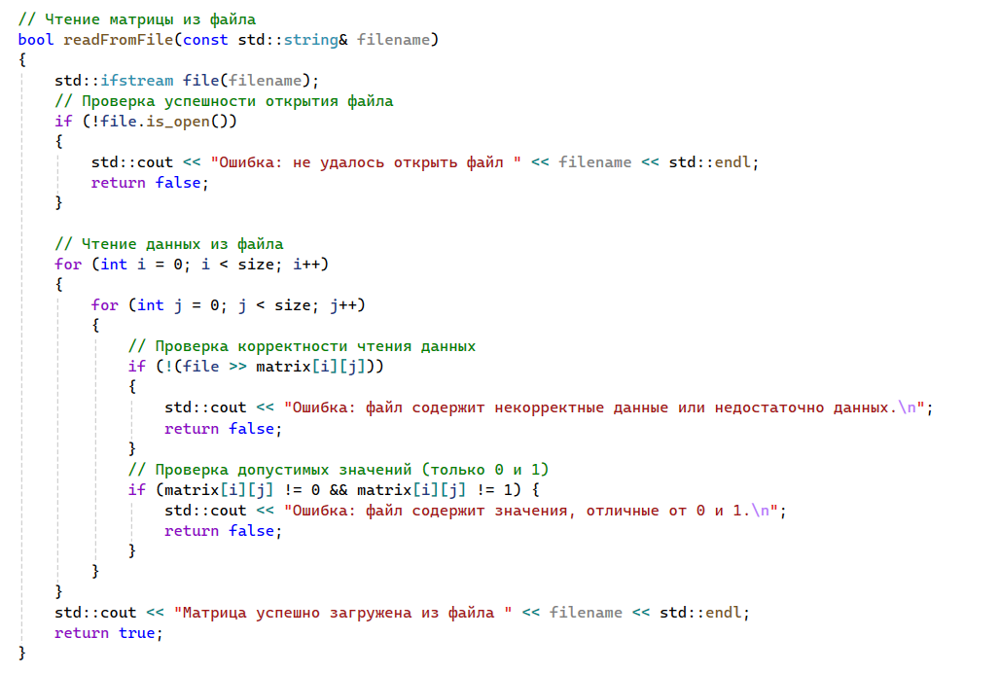 // Чтение матрицы из файла
bool readFromFile(const std::string& filename)
{
    std::ifstream file(filename);
    // Проверка успешности открытия файла
    if (!file.is_open())
    {
        std::cout << "Ошибка: не удалось открыть файл " << filename << std::endl;
        return false;
    }

    // Чтение данных из файла
    for (int i = 0; i < size; i++)
    {
        for (int j = 0; j < size; j++)
        {
            // Проверка корректности чтения данных
            if (!(file >> matrix[i][j]))
            {
                std::cout << "Ошибка: файл содержит некорректные данные или недостаточно данных.\n";
                return false;
            }
            // Проверка допустимых значений (только 0 и 1)
            if (matrix[i][j] != 0 && matrix[i][j] != 1) {
                std::cout << "Ошибка: файл содержит значения, отличные от 0 и 1.\n";
                return false;
            }
        }
    }
    std::cout << "Матрица успешно загружена из файла " << filename << std::endl;
    return true;
}